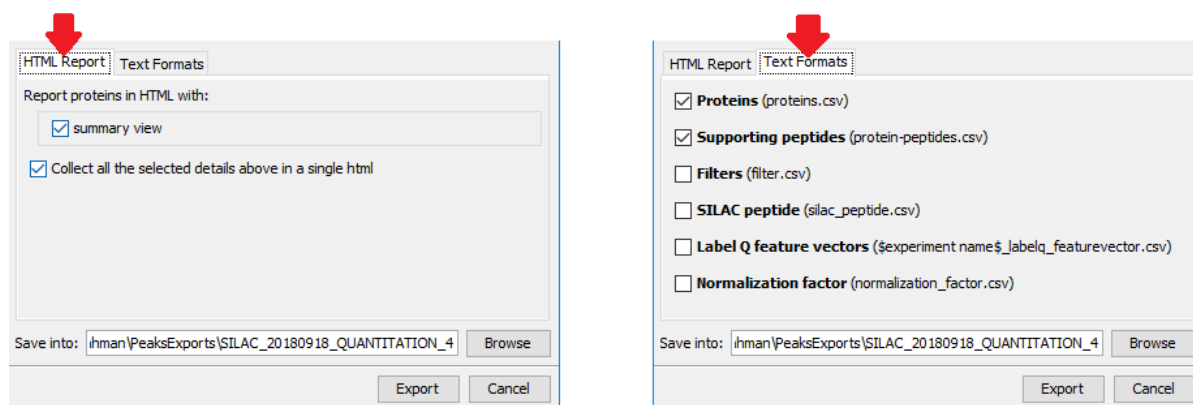 HTML Report Text Formats
Report proteins in HTML with:
summary view
Collect all the selected details above in a single html
Save into: ıhman\PeaksExports\SILAC_20180918_QUANTITATION_4 Browse
Export Cancel
HTML Report Text Formats
Proteins (proteins.csv)
Supporting peptides (protein-peptides.csv)
Filters (filter.csv)
SILAC peptide (silac_peptide.csv)
Label Q feature vectors ($experiment name$_labelq_featurevector.csv)
Normalization factor (normalization_factor.csv)
Save into: ıhman\PeaksExports\SILAC_20180918_QUANTITATION_4 Browse
Export Cancel